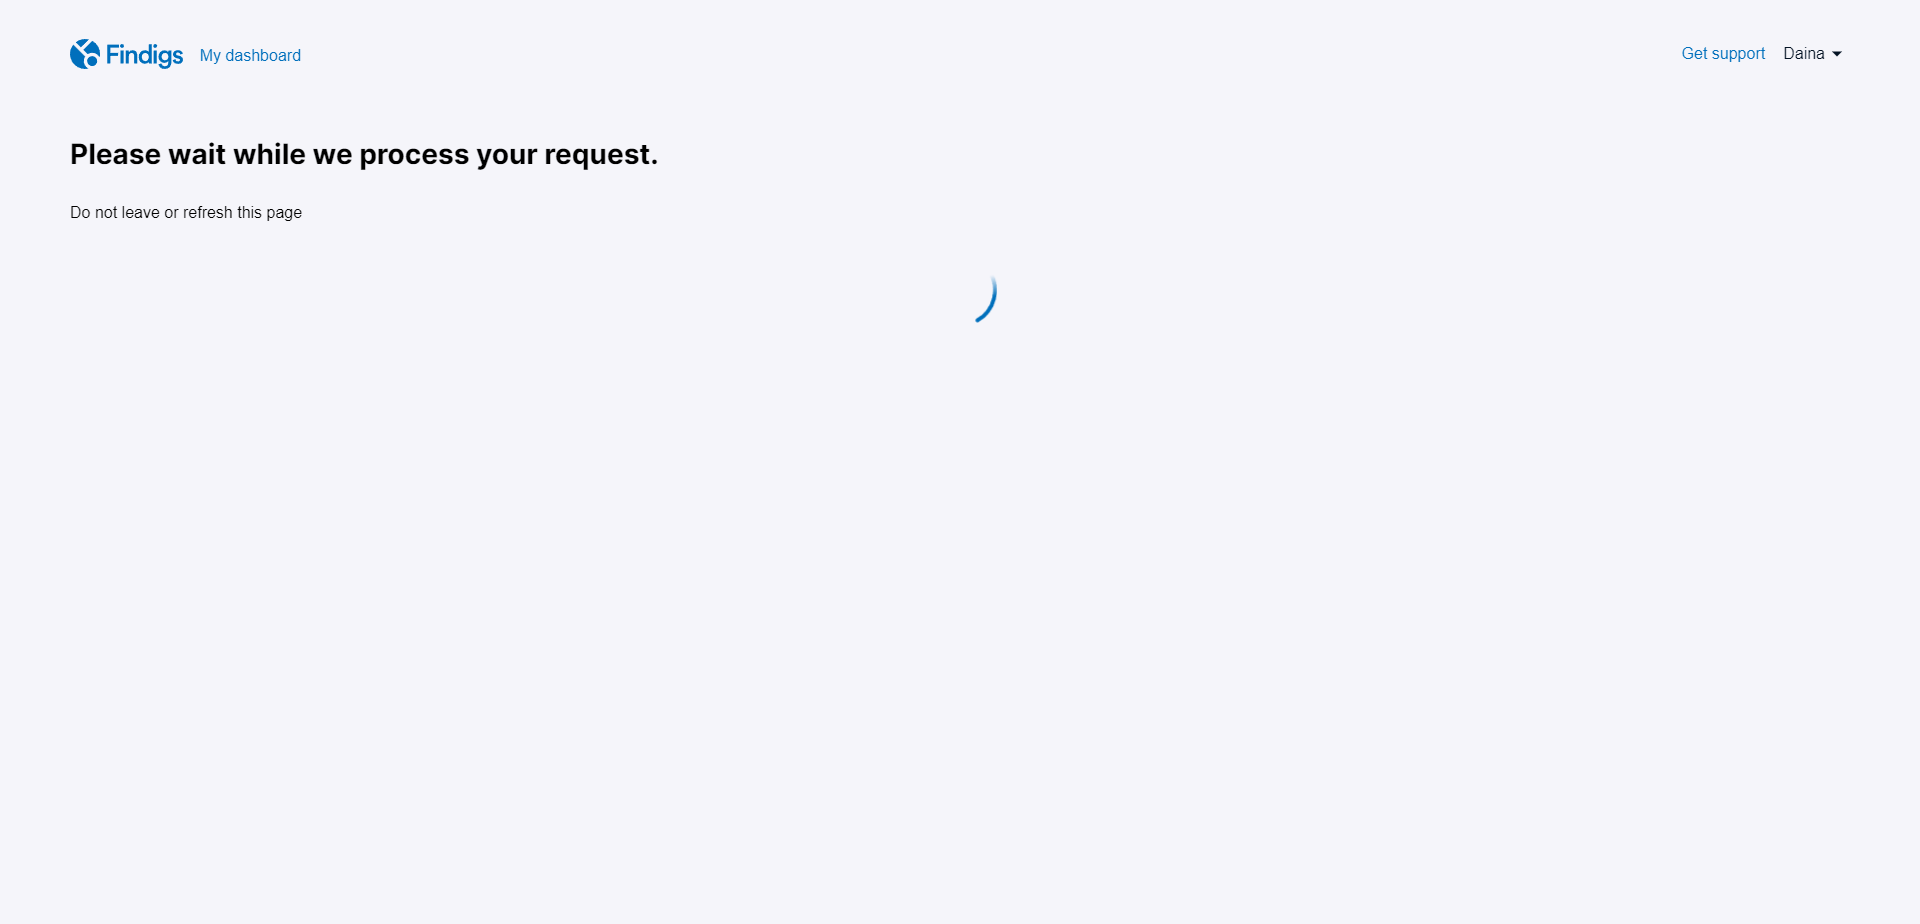 Findigs My dashboard Get support Daina
Please wait while we process your request.
Do not leave or refresh this page